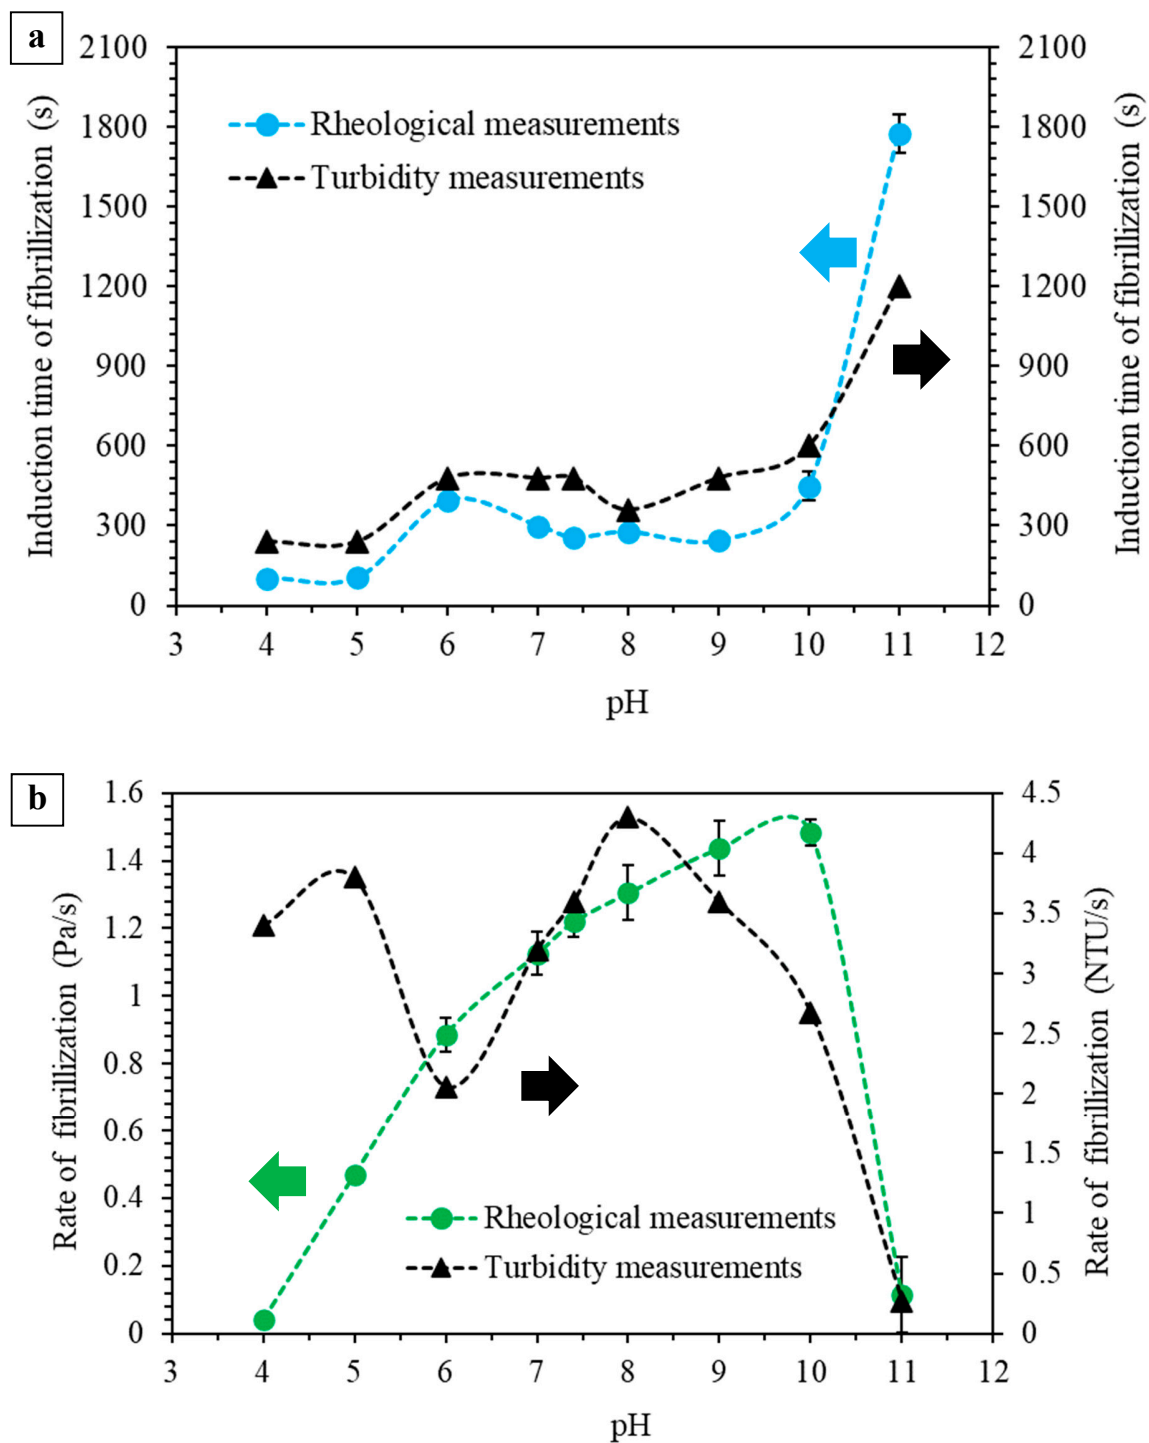 a
Induction time of fibrillization (s)
2100
1800
1500
1200
900
600
300
0
Rheological measurements
Turbidity measurements
2100
1800
1500
1200
900
600
300
0
Induction time of fibrillization (s)
3 4 5 6 7 8 9 10 11 12
pH
b
Rate of fibrillization (Pa/s)
1.6
1.4
1.2
1
0.8
0.6
0.4
0.2
0
Rheological measurements
Turbidity measurements
4.5
4
3.5
3
2.5
2
1.5
1
0.5
0
Rate of fibrillization (NTU/s)
3 4 5 6 7 8 9 10 11 12
pH